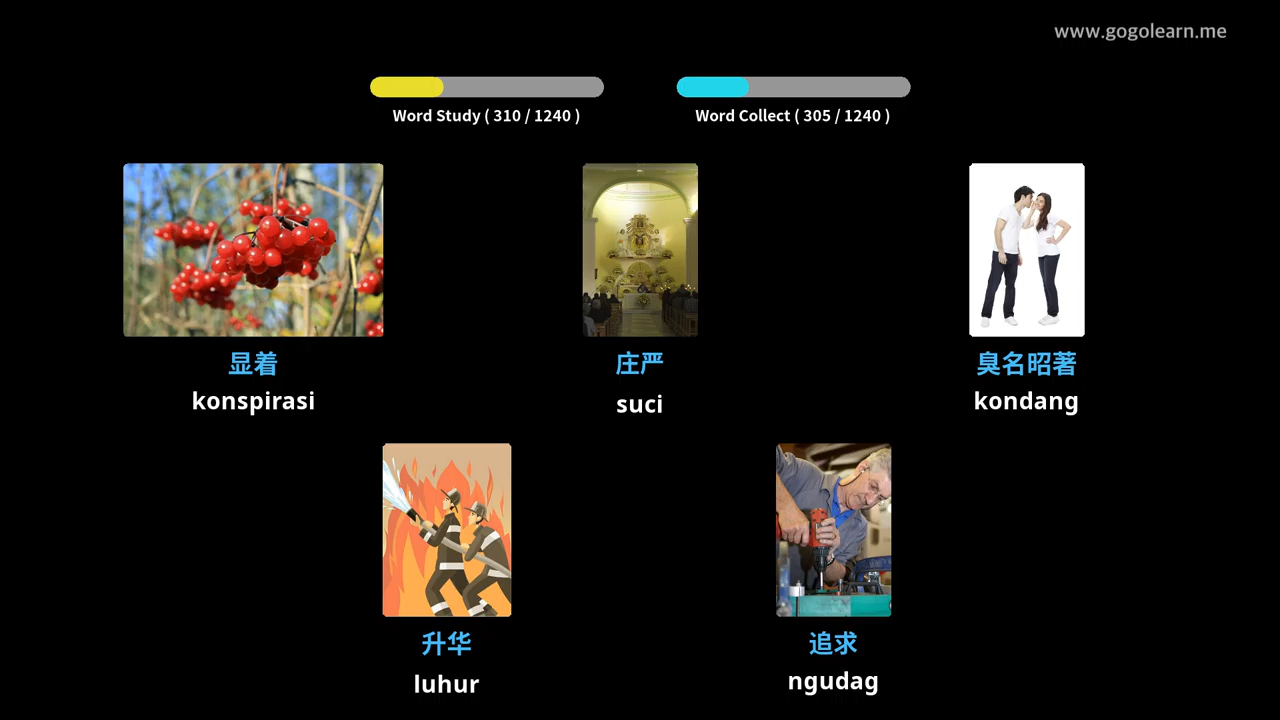 www.gogolearn.me
Word Study ( 310 / 1240 )
Word Collect ( 305 / 1240 )
显着
konspirasi
庄严
suci
臭名昭著
kondang
升华
luhur
追求
ngudag